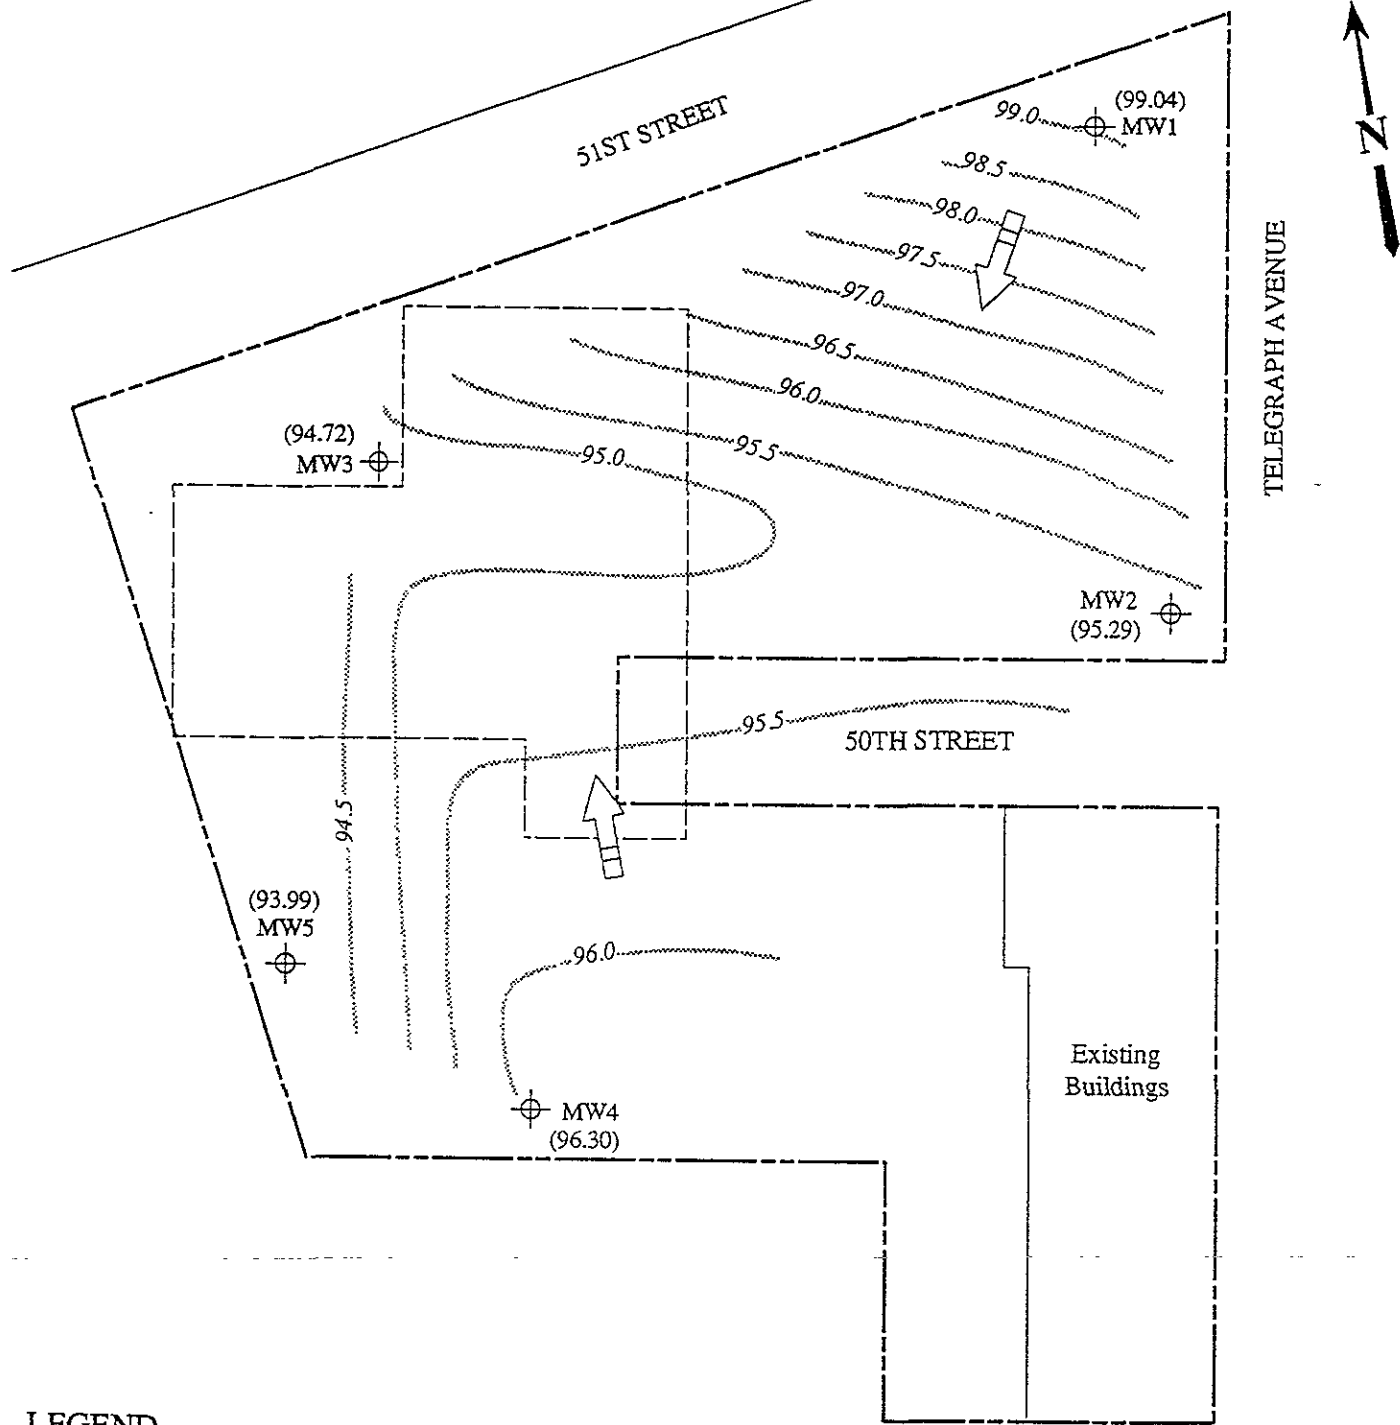 (99.04)
MW1
99.0
51ST STREET
N
98.5
98.0
97.5
97.0
TELEGRAPH AVENUE
96.5
96.0
(94.72)
MW3
95.0
95.5
MW2
(95.29)
95.5
50TH STREET
94.5
(93.99)
MW5
96.0
Existing
Buildings
MW4
(96.30)
LEGEND